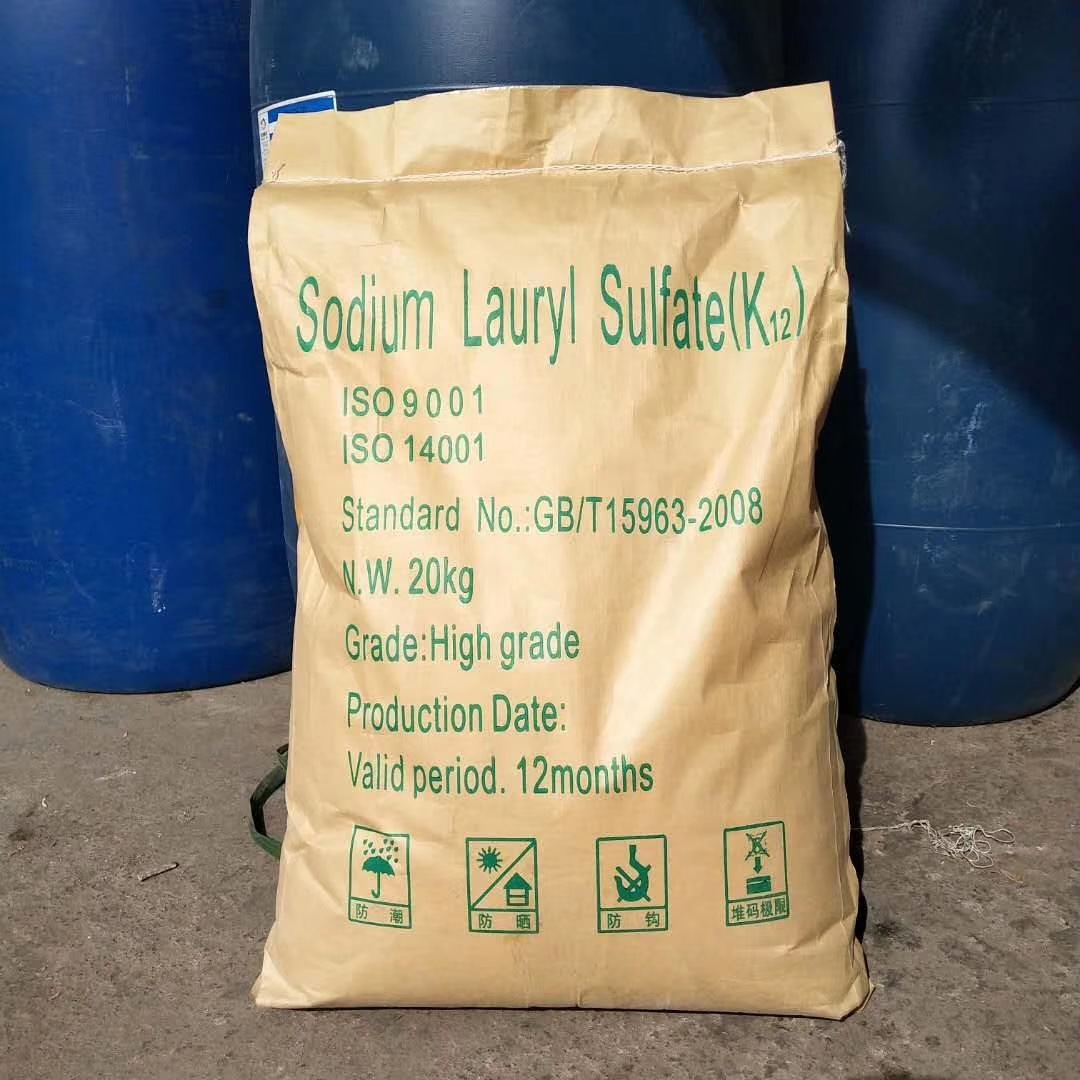 Sodium Lauryl Sulfate(K12)
ISO 9001
ISO 14001
Standard No.:GB/T15963-2008
N.W. 20kg
Grade:High grade
Production Date:
Valid period. 12months
防 潮 防 晒 防 钩 堆码极限